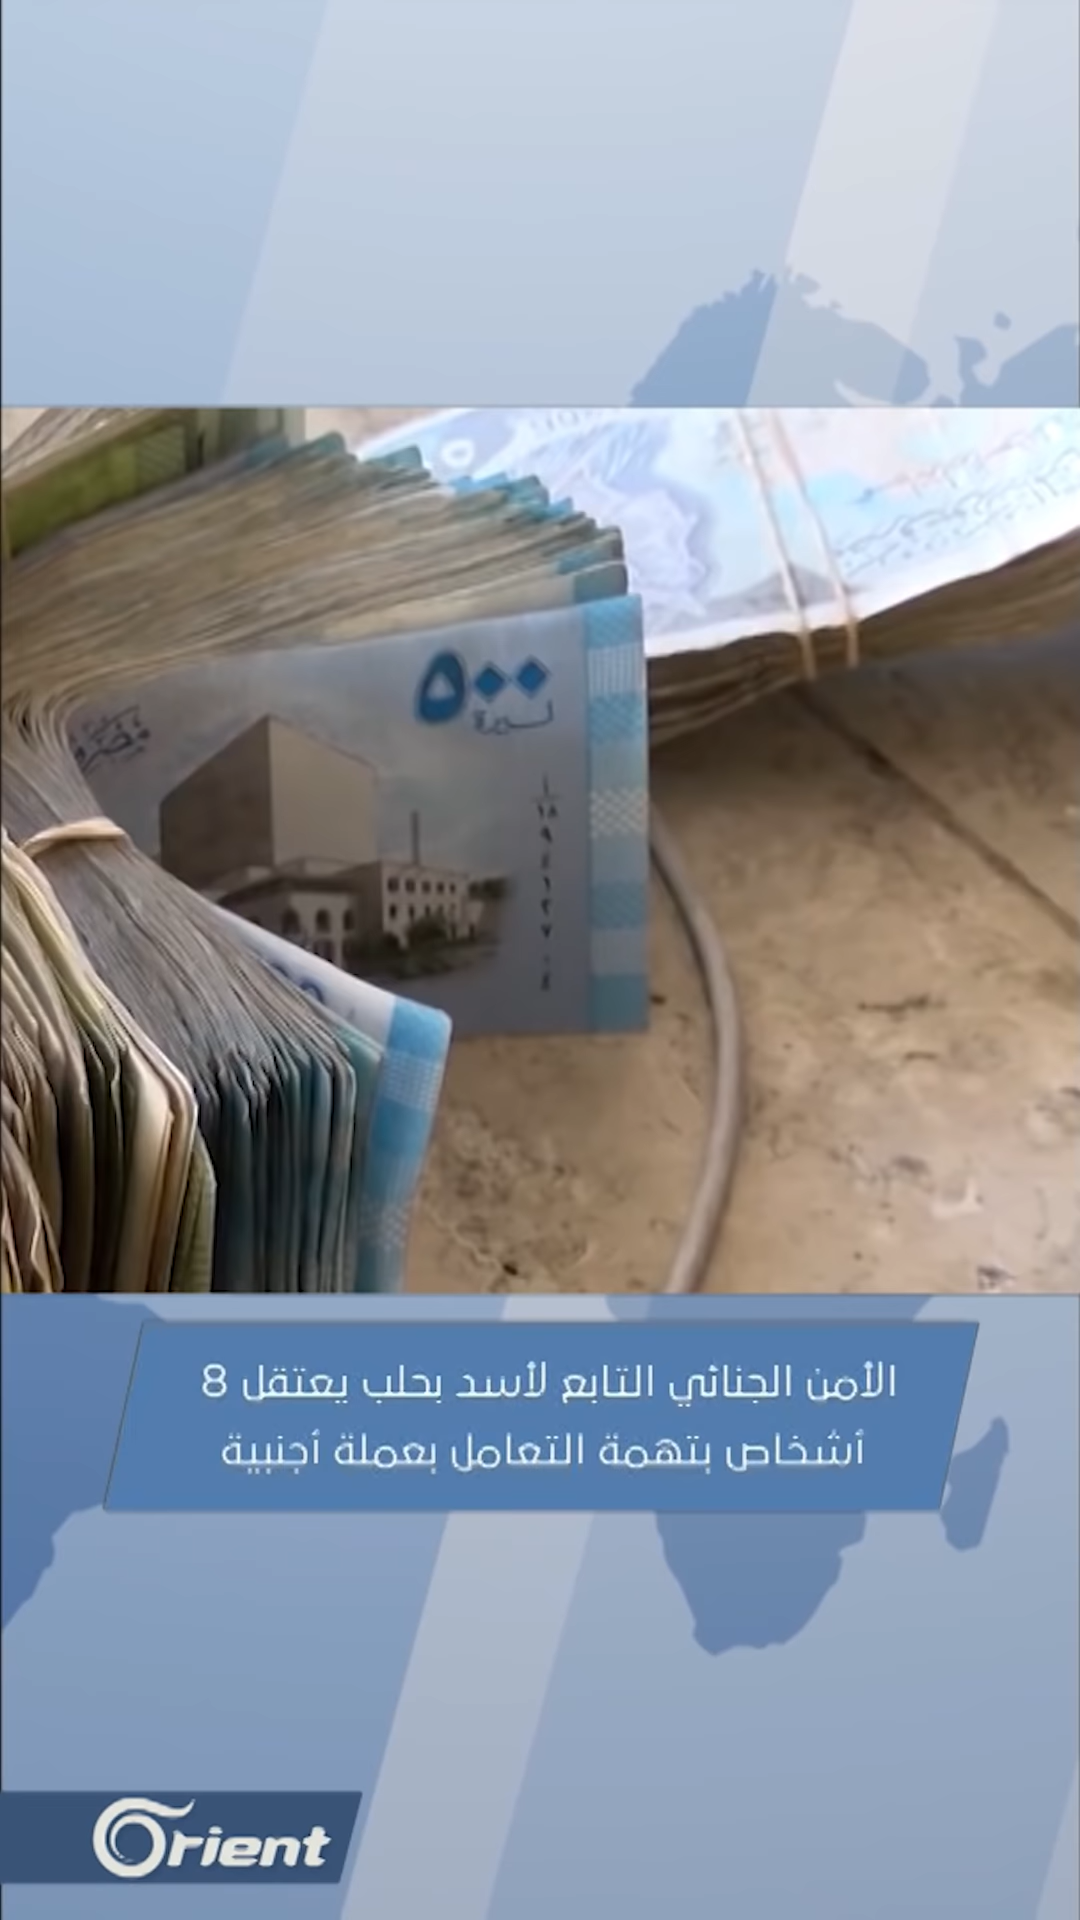 ٥٠٠
ليرة
الأمن الجنائي التابع لأسد بحلب يعتقل 8
أشخاص بتهمة التعامل بعملة أجنبية
Orient